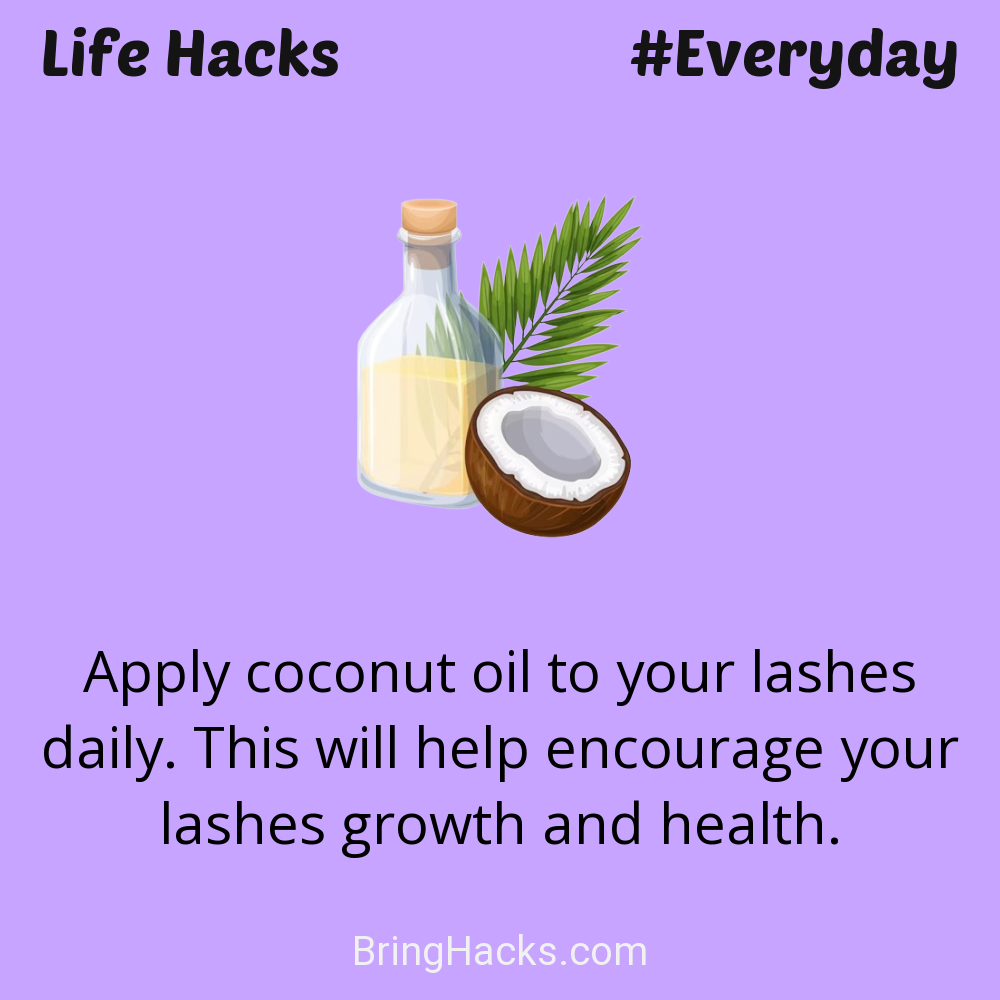 Life Hacks
#Everyday
Apply coconut oil to your lashes
daily. This will help encourage your
lashes growth and health.
BringHacks.com